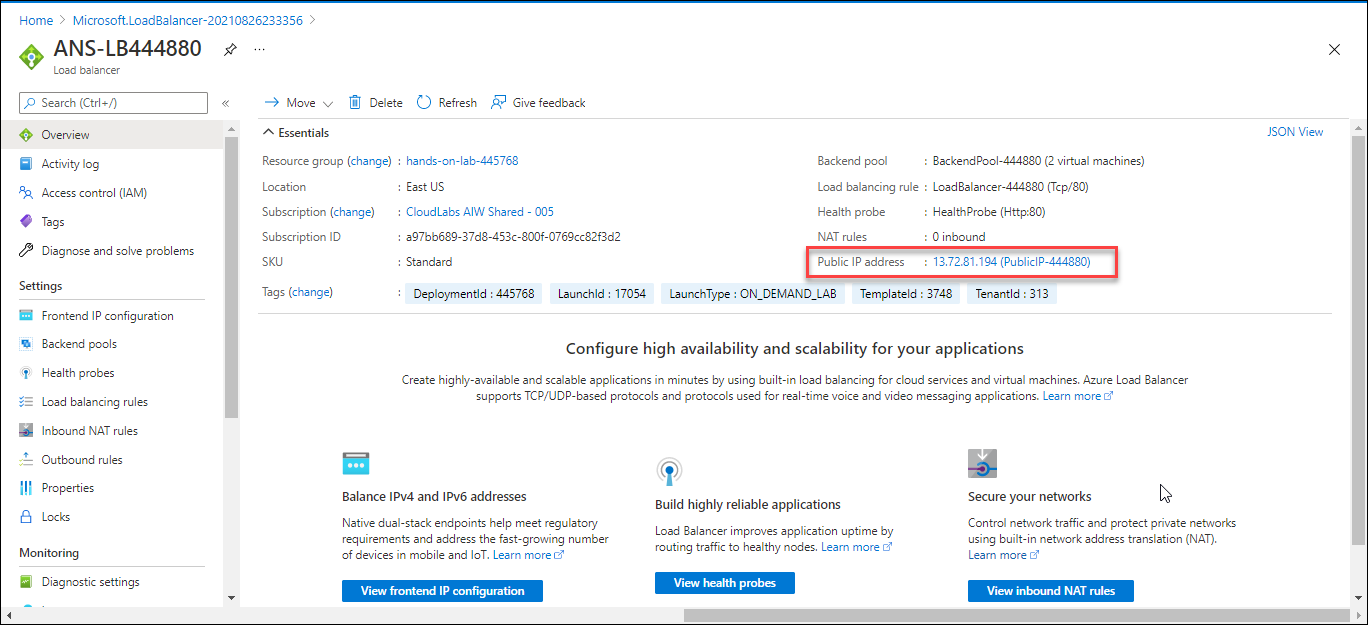 Home > Microsoft.LoadBalancer-20210826233356 >
ANS-LB444880
Load balancer
Search (Ctrl+/)
Overview
Activity log
Access control (IAM)
Tags
Diagnose and solve problems
Settings
Frontend IP configuration
Backend pools
Health probes
Load balancing rules
Inbound NAT rules
Outbound rules
Properties
Locks
Monitoring
Diagnostic settings
Move Delete Refresh Give feedback
Essentials
JSON View
Resource group (change) : hands-on-lab-445768
Location : East US
Subscription (change) : CloudLabs AIW Shared - 005
Subscription ID : a97bb689-37d8-453c-800f-0769cc82f3d2
SKU : Standard
Backend pool : BackendPool-444880 (2 virtual machines)
Load balancing rule : LoadBalancer-444880 (Tcp/80)
Health probe : HealthProbe (Http:80)
NAT rules : 0 inbound
Public IP address : 13.72.81.194 (PublicIP-444880)
Tags (change) : DeploymentId : 445768 LaunchId : 17054 LaunchType : ON_DEMAND_LAB TemplateId : 3748 TenantId : 313
Configure high availability and scalability for your applications
Create highly-available and scalable applications in minutes by using built-in load balancing for cloud services and virtual machines. Azure Load Balancer
supports TCP/UDP-based protocols and protocols used for real-time voice and video messaging applications. Learn more
Balance IPv4 and IPv6 addresses
Native dual-stack endpoints help meet regulatory
requirements and address the fast-growing number
of devices in mobile and IoT. Learn more
View frontend IP configuration
Build highly reliable applications
Load Balancer improves application uptime by
routing traffic to healthy nodes. Learn more
View health probes
Secure your networks
Control network traffic and protect private networks
using built-in network address translation (NAT).
Learn more
View inbound NAT rules